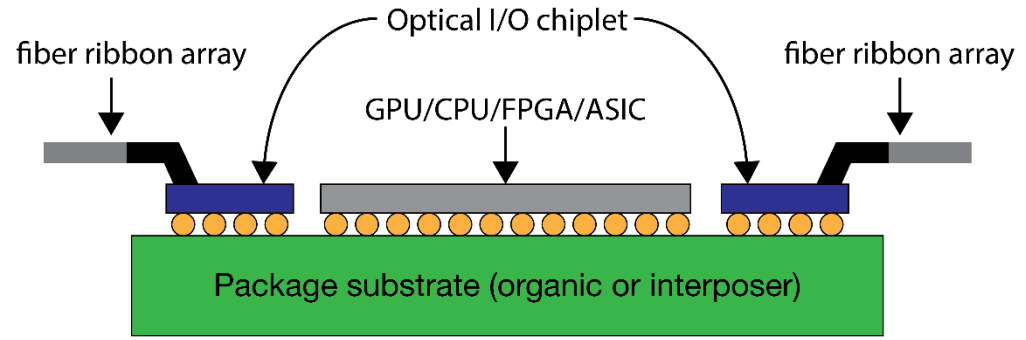 Optical I/O chiplet
fiber ribbon array
fiber ribbon array
GPU/CPU/FPGA/ASIC
Package substrate (organic or interposer)